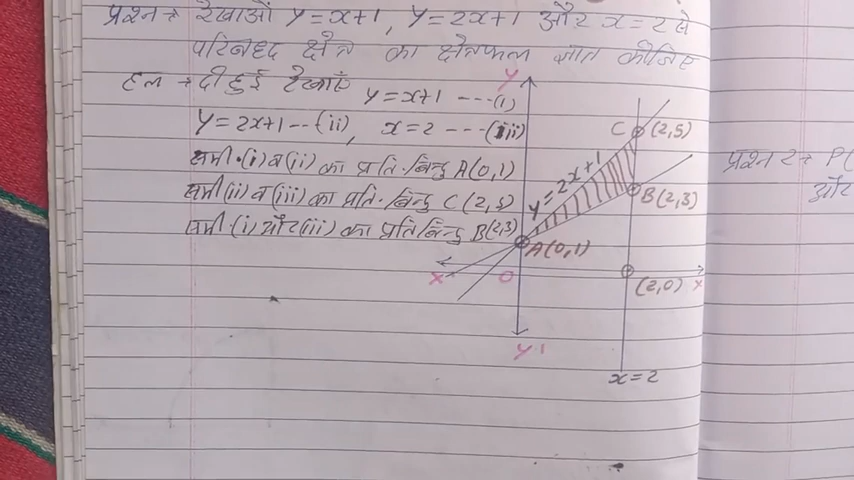 प्रश्न → रेखाओं y=x+1, y=2x+1 और x=2 से
परिबद्ध क्षेत्र का क्षेत्रफल ज्ञात कीजिए
हल → दी हुई रेखाएँ
y=x+1 ---(i)
y=2x+1--(ii), x=2 ---(iii)
समी.(i) व (ii) का प्रति.बिन्दु A(0,1)
समी(ii) व (iii) का प्रति.बिन्दु C(2,5)
समी.(i) और (iii) का प्रतिबिन्दु B(2,3)
y
C (2,5)
y=2x+1
B(2,3)
A(0,1)
x O (2,0) x
y1
x=2
प्रश्न 2→ P(
और